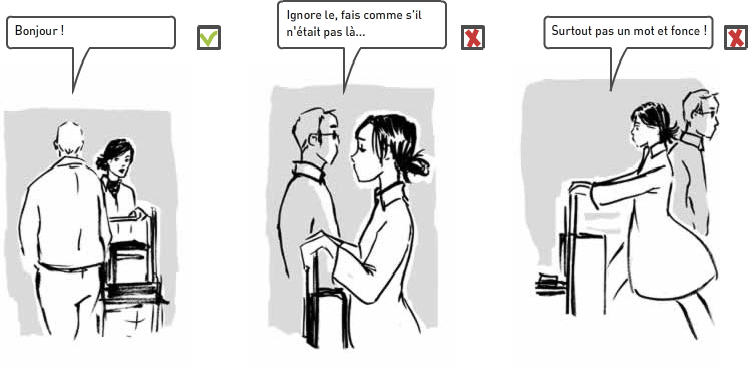 Bonjour !
Ignore le, fais comme s'il
n'était pas là...
Surtout pas un mot et fonce !